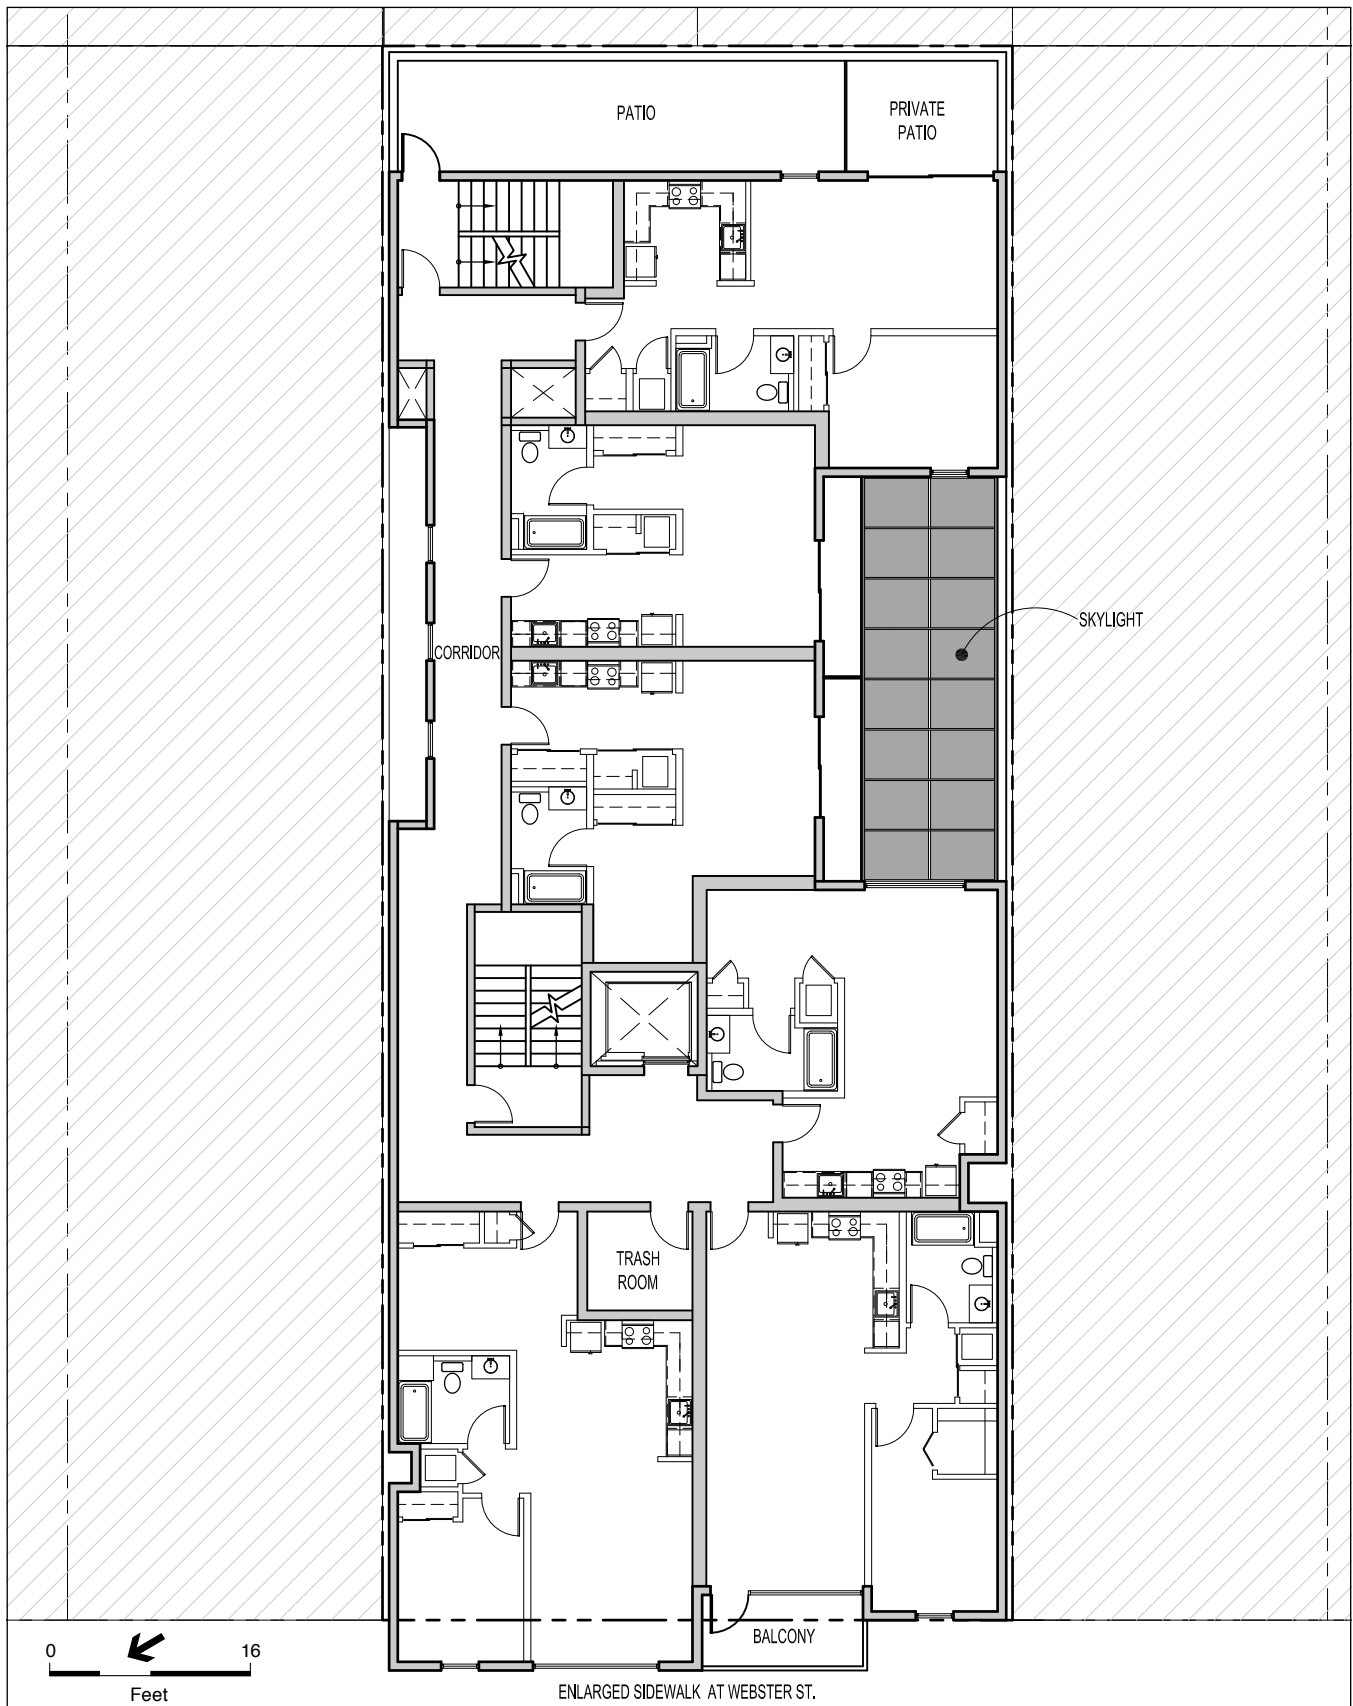 PATIO
PRIVATE
PATIO
SKYLIGHT
CORRIDOR
TRASH
ROOM
BALCONY
0 16
Feet
ENLARGED SIDEWALK AT WEBSTER ST.